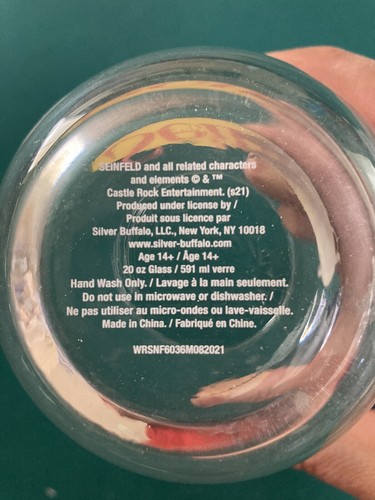 SEINFELD and all related characters
and elements © & ™
Castle Rock Entertainment. (s21)
Produced under license by /
Produit sous licence par
Silver Buffalo, LLC., New York, NY 10018
www.silver-buffalo.com
Age 14+ / Âge 14+
20 oz Glass / 591 ml verre
Hand Wash Only. / Lavage à la main seulement.
Do not use in microwave or dishwasher. /
Ne pas utiliser au micro-ondes ou lave-vaisselle.
Made in China. / Fabriqué en Chine.
WRSNF6036M082021